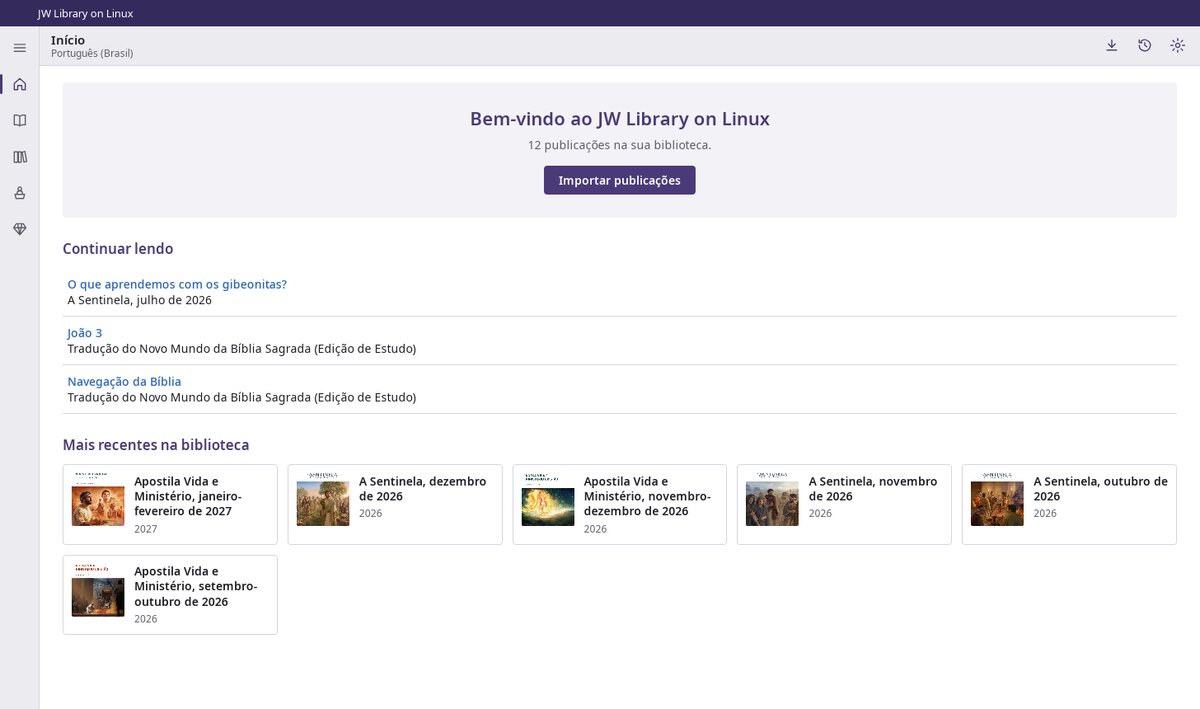 JW Library on Linux
Início
Português (Brasil)
Bem-vindo ao JW Library on Linux
12 publicações na sua biblioteca.
Importar publicações
Continuar lendo
O que aprendemos com os gibeonitas?
A Sentinela, julho de 2026
João 3
Tradução do Novo Mundo da Bíblia Sagrada (Edição de Estudo)
Navegação da Bíblia
Tradução do Novo Mundo da Bíblia Sagrada (Edição de Estudo)
Mais recentes na biblioteca
Apostila Vida e
Ministério, janeiro-
fevereiro de 2027
2027
A Sentinela, dezembro
de 2026
2026
Apostila Vida e
Ministério, novembro-
dezembro de 2026
2026
A Sentinela, novembro
de 2026
2026
A Sentinela, outubro de
2026
2026
Apostila Vida e
Ministério, setembro-
outubro de 2026
2026